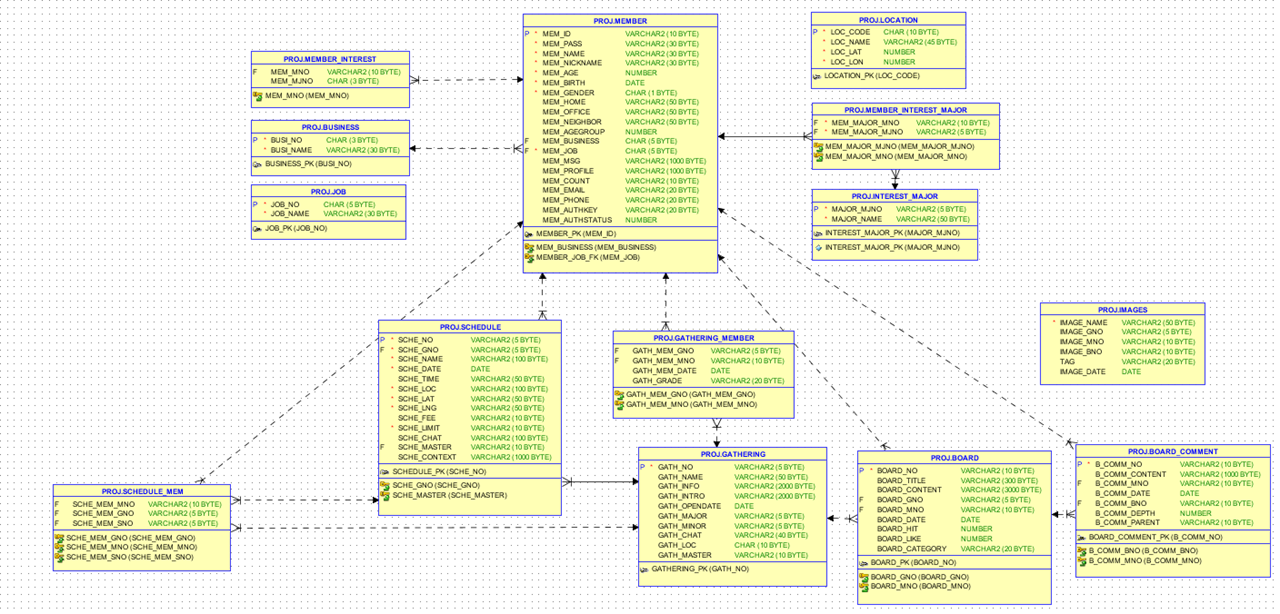 PROJ.MEMBER
P * MEM_ID VARCHAR2 (10 BYTE)
* MEM_PASS VARCHAR2 (30 BYTE)
* MEM_NAME VARCHAR2 (30 BYTE)
* MEM_NICKNAME VARCHAR2 (30 BYTE)
* MEM_AGE NUMBER
* MEM_BIRTH DATE
* MEM_GENDER CHAR (1 BYTE)
MEM_HOME VARCHAR2 (50 BYTE)
MEM_OFFICE VARCHAR2 (50 BYTE)
MEM_NEIGHBOR VARCHAR2 (50 BYTE)
MEM_AGEGROUP NUMBER
F MEM_BUSINESS CHAR (5 BYTE)
F * MEM_JOB CHAR (5 BYTE)
MEM_MSG VARCHAR2 (1000 BYTE)
MEM_PROFILE VARCHAR2 (1000 BYTE)
MEM_COUNT VARCHAR2 (10 BYTE)
MEM_EMAIL VARCHAR2 (20 BYTE)
MEM_PHONE VARCHAR2 (20 BYTE)
MEM_AUTHKEY VARCHAR2 (20 BYTE)
MEM_AUTHSTATUS NUMBER
MEMBER_PK (MEM_ID)
MEM_BUSINESS (MEM_BUSINESS)
MEMBER_JOB_FK (MEM_JOB)
PROJ.LOCATION
P * LOC_CODE CHAR (10 BYTE)
* LOC_NAME VARCHAR2 (45 BYTE)
* LOC_LAT NUMBER
* LOC_LON NUMBER
LOCATION_PK (LOC_CODE)
PROJ.MEMBER_INTEREST
F MEM_MNO VARCHAR2 (10 BYTE)
MEM_MJNO CHAR (3 BYTE)
MEM_MNO (MEM_MNO)
PROJ.BUSINESS
P * BUSI_NO CHAR (3 BYTE)
* BUSI_NAME VARCHAR2 (30 BYTE)
BUSINESS_PK (BUSI_NO)
PROJ.JOB
P * JOB_NO CHAR (5 BYTE)
* JOB_NAME VARCHAR2 (30 BYTE)
JOB_PK (JOB_NO)
PROJ.MEMBER_INTEREST_MAJOR
F * MEM_MAJOR_MNO VARCHAR2 (10 BYTE)
F * MEM_MAJOR_MJNO VARCHAR2 (5 BYTE)
MEM_MAJOR_MJNO (MEM_MAJOR_MJNO)
MEM_MAJOR_MNO (MEM_MAJOR_MNO)
PROJ.INTEREST_MAJOR
P * MAJOR_MJNO VARCHAR2 (5 BYTE)
* MAJOR_NAME VARCHAR2 (50 BYTE)
INTEREST_MAJOR_PK (MAJOR_MJNO)
INTEREST_MAJOR_PK (MAJOR_MJNO)
PROJ.IMAGES
* IMAGE_NAME VARCHAR2 (50 BYTE)
IMAGE_GNO VARCHAR2 (5 BYTE)
IMAGE_MNO VARCHAR2 (10 BYTE)
IMAGE_BNO VARCHAR2 (10 BYTE)
TAG VARCHAR2 (20 BYTE)
IMAGE_DATE DATE
PROJ.SCHEDULE
P * SCHE_NO VARCHAR2 (5 BYTE)
F * SCHE_GNO VARCHAR2 (5 BYTE)
* SCHE_NAME VARCHAR2 (100 BYTE)
* SCHE_DATE DATE
* SCHE_TIME VARCHAR2 (50 BYTE)
* SCHE_LOC VARCHAR2 (100 BYTE)
* SCHE_LAT VARCHAR2 (50 BYTE)
* SCHE_LNG VARCHAR2 (50 BYTE)
SCHE_FEE VARCHAR2 (10 BYTE)
* SCHE_LIMIT VARCHAR2 (10 BYTE)
SCHE_CHAT VARCHAR2 (100 BYTE)
F SCHE_MASTER VARCHAR2 (10 BYTE)
SCHE_CONTEXT VARCHAR2 (1000 BYTE)
SCHEDULE_PK (SCHE_NO)
SCHE_GNO (SCHE_GNO)
SCHE_MASTER (SCHE_MASTER)
PROJ.GATHERING_MEMBER
F GATH_MEM_GNO VARCHAR2 (5 BYTE)
F GATH_MEM_MNO VARCHAR2 (10 BYTE)
GATH_MEM_DATE DATE
GATH_GRADE VARCHAR2 (20 BYTE)
GATH_MEM_GNO (GATH_MEM_GNO)
GATH_MEM_MNO (GATH_MEM_MNO)
PROJ.GATHERING
P * GATH_NO VARCHAR2 (5 BYTE)
GATH_NAME VARCHAR2 (50 BYTE)
GATH_INFO VARCHAR2 (2000 BYTE)
GATH_INTRO VARCHAR2 (2000 BYTE)
GATH_OPENDATE DATE
GATH_MAJOR VARCHAR2 (5 BYTE)
GATH_MINOR VARCHAR2 (5 BYTE)
GATH_CHAT VARCHAR2 (40 BYTE)
GATH_LOC CHAR (10 BYTE)
GATH_MASTER VARCHAR2 (10 BYTE)
GATHERING_PK (GATH_NO)
PROJ.BOARD
P * BOARD_NO VARCHAR2 (10 BYTE)
BOARD_TITLE VARCHAR2 (300 BYTE)
BOARD_CONTENT VARCHAR2 (3000 BYTE)
F BOARD_GNO VARCHAR2 (5 BYTE)
F BOARD_MNO VARCHAR2 (10 BYTE)
BOARD_DATE DATE
BOARD_HIT NUMBER
BOARD_LIKE NUMBER
BOARD_CATEGORY VARCHAR2 (20 BYTE)
BOARD_PK (BOARD_NO)
BOARD_GNO (BOARD_GNO)
BOARD_MNO (BOARD_MNO)
PROJ.BOARD_COMMENT
P * B_COMM_NO VARCHAR2 (10 BYTE)
B_COMM_CONTENT VARCHAR2 (1000 BYTE)
F B_COMM_MNO VARCHAR2 (10 BYTE)
B_COMM_DATE DATE
F B_COMM_BNO VARCHAR2 (10 BYTE)
B_COMM_DEPTH NUMBER
B_COMM_PARENT VARCHAR2 (10 BYTE)
BOARD_COMMENT_PK (B_COMM_NO)
B_COMM_BNO (B_COMM_BNO)
B_COMM_MNO (B_COMM_MNO)
PROJ.SCHEDULE_MEM
F SCHE_MEM_MNO VARCHAR2 (10 BYTE)
F SCHE_MEM_GNO VARCHAR2 (5 BYTE)
F SCHE_MEM_SNO VARCHAR2 (5 BYTE)
SCHE_MEM_GNO (SCHE_MEM_GNO)
SCHE_MEM_MNO (SCHE_MEM_MNO)
SCHE_MEM_SNO (SCHE_MEM_SNO)